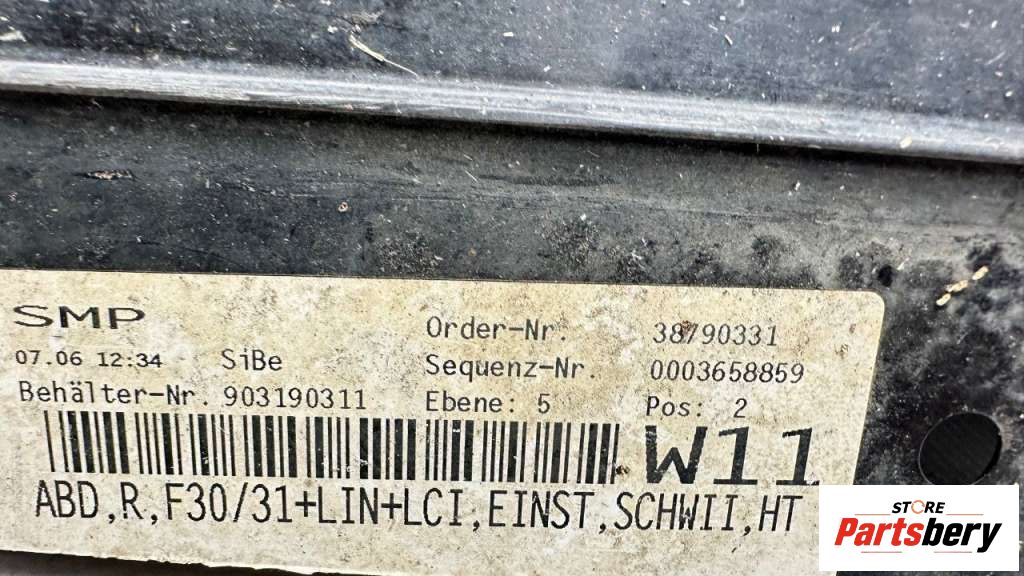 SMP Order-Nr. 38790331
07.06 12:34 SiBe Sequenz-Nr. 0003658859
Behälter-Nr. 903190311 Ebene: 5 Pos: 2
W11
ABD,R,F30/31+LIN+LCI,EINST,SCHWII,HT
STORE
Partsbery